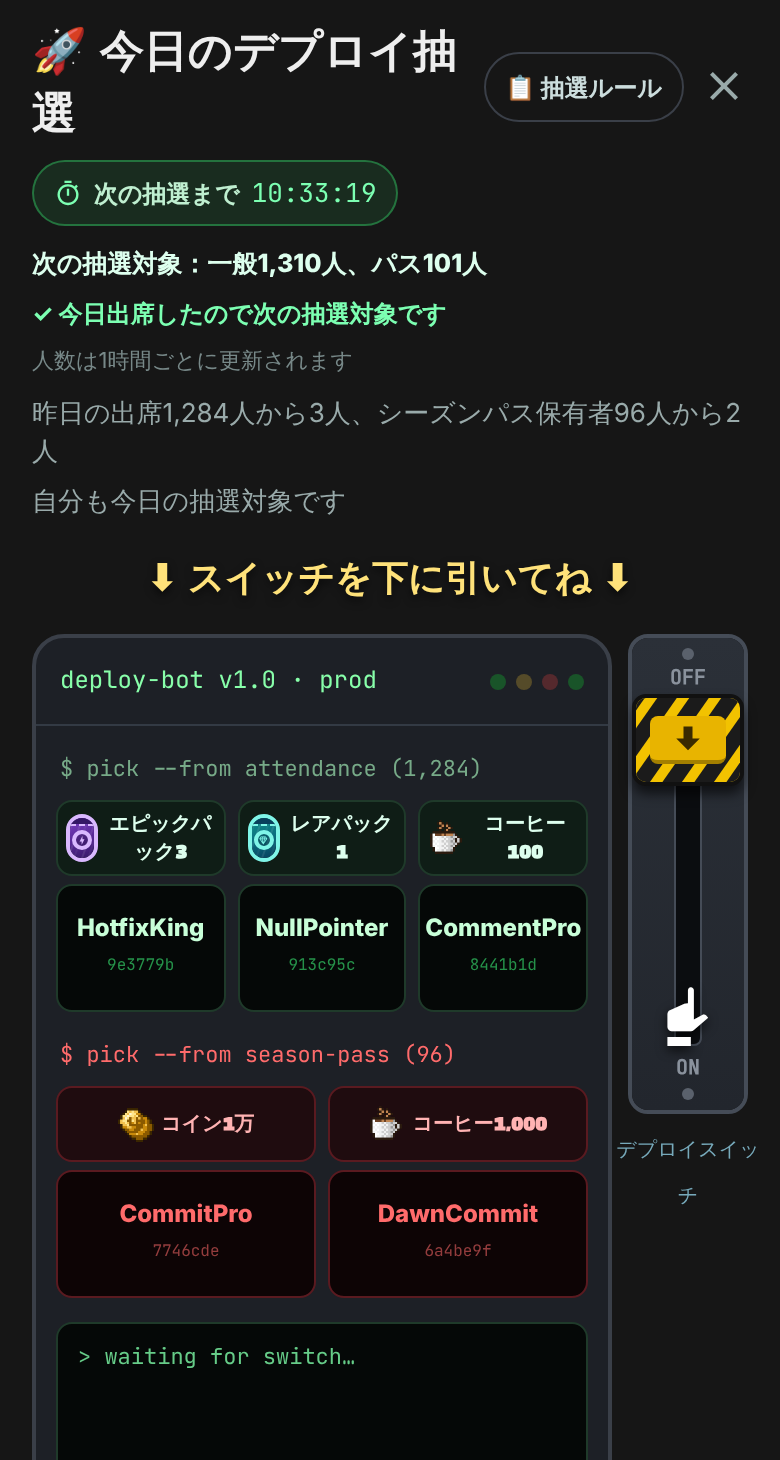 🚀 今日のデプロイ抽
選
📋 抽選ルール
次の抽選まで 10:33:19
次の抽選対象：一般1,310人、パス101人
✓ 今日出席したので次の抽選対象です
人数は1時間ごとに更新されます
昨日の出席1,284人から3人、シーズンパス保有者96人から2
人
自分も今日の抽選対象です
⬇ スイッチを下に引いてね ⬇
deploy-bot v1.0 · prod
$ pick --from attendance (1,284)
エピックパ
ック3
レアパック
1
コーヒー
100
HotfixKing
9e3779b
NullPointer
913c95c
CommentPro
8441b1d
$ pick --from season-pass (96)
コイン1万
コーヒー1,000
CommitPro
7746cde
DawnCommit
6a4be9f
> waiting for switch…
OFF
ON
デプロイスイッ
チ